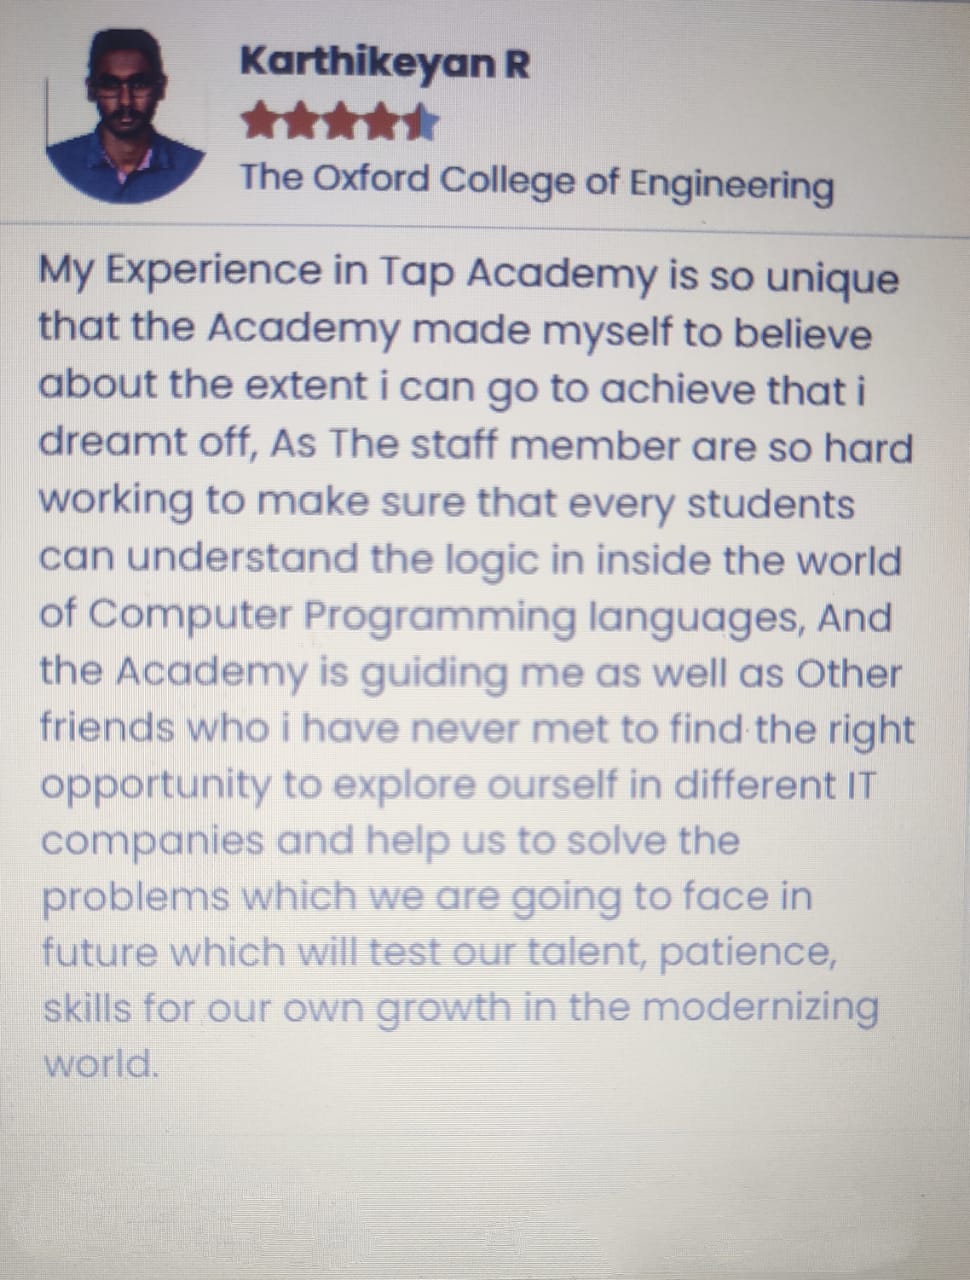 Karthikeyan R
The Oxford College of Engineering
My Experience in Tap Academy is so unique
that the Academy made myself to believe
about the extent i can go to achieve that i
dreamt off, As The staff member are so hard
working to make sure that every students
can understand the logic in inside the world
of Computer Programming languages, And
the Academy is guiding me as well as Other
friends who i have never met to find the right
opportunity to explore ourself in different IT
companies and help us to solve the
problems which we are going to face in
future which will test our talent, patience,
skills for our own growth in the modernizing
world.